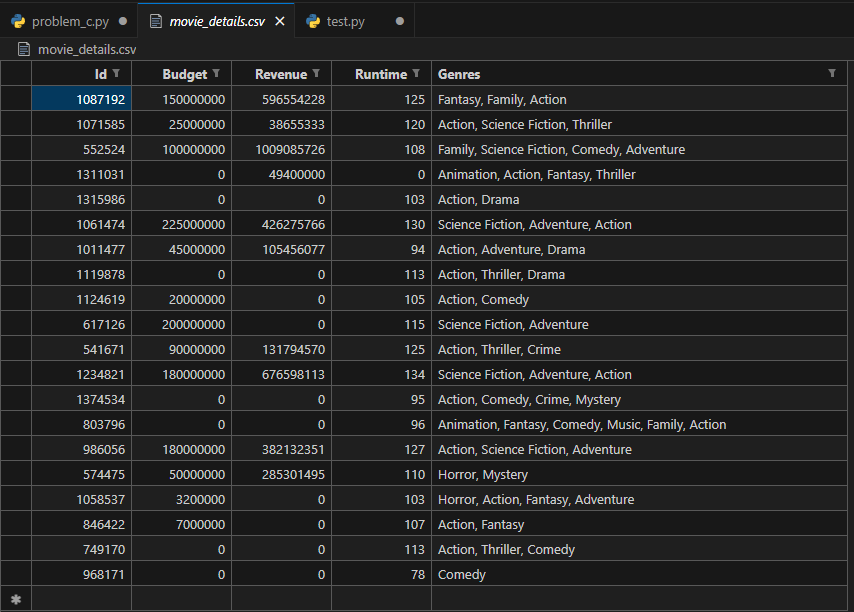 problem_c.py ● movie_details.csv × test.py ●
movie_details.csv
Id Budget Revenue Runtime Genres
1087192 150000000 596554228 125 Fantasy, Family, Action
1071585 25000000 38655333 120 Action, Science Fiction, Thriller
552524 100000000 1009085726 108 Family, Science Fiction, Comedy, Adventure
1311031 0 49400000 0 Animation, Action, Fantasy, Thriller
1315986 0 0 103 Action, Drama
1061474 225000000 426275766 130 Science Fiction, Adventure, Action
1011477 45000000 105456077 94 Action, Adventure, Drama
1119878 0 0 113 Action, Thriller, Drama
1124619 20000000 0 105 Action, Comedy
617126 200000000 0 115 Science Fiction, Adventure
541671 90000000 131794570 125 Action, Thriller, Crime
1234821 180000000 676598113 134 Science Fiction, Adventure, Action
1374534 0 0 95 Action, Comedy, Crime, Mystery
803796 0 0 96 Animation, Fantasy, Comedy, Music, Family, Action
986056 180000000 382132351 127 Action, Science Fiction, Adventure
574475 50000000 285301495 110 Horror, Mystery
1058537 3200000 0 103 Horror, Action, Fantasy, Adventure
846422 7000000 0 107 Action, Fantasy
749170 0 0 113 Action, Thriller, Comedy
968171 0 0 78 Comedy
✱